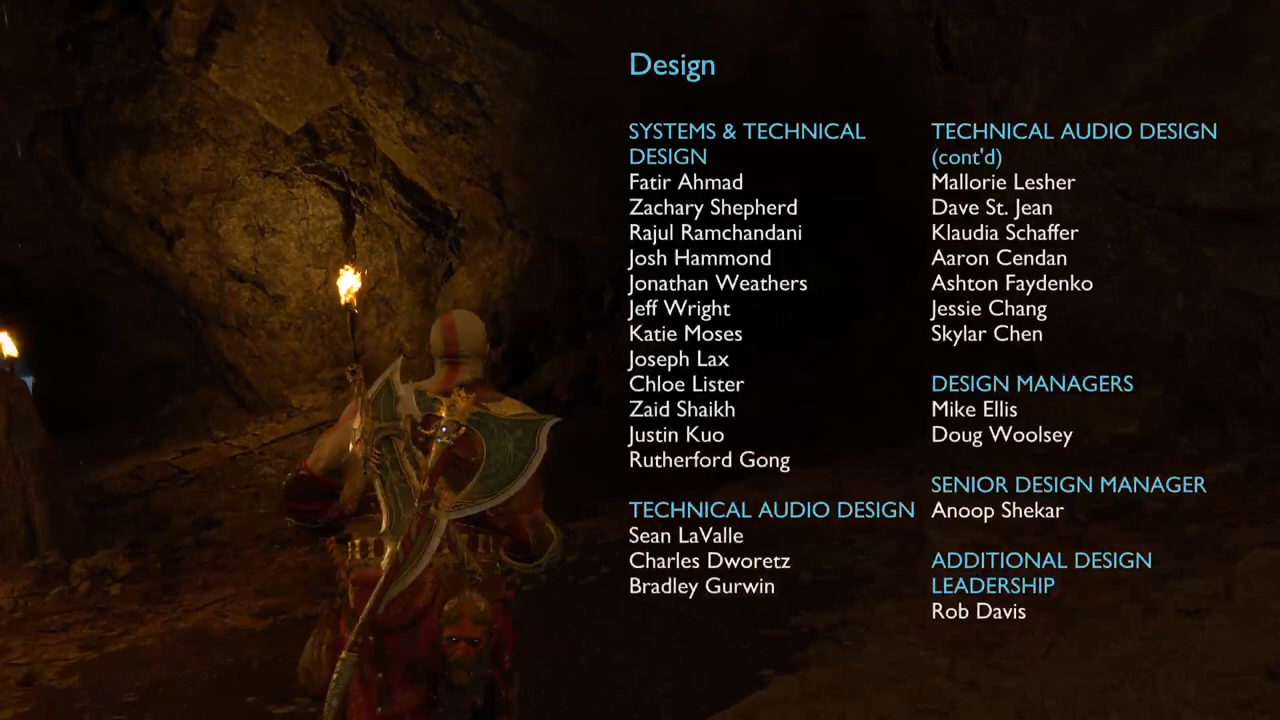 Design
SYSTEMS & TECHNICAL
DESIGN
Fatir Ahmad
Zachary Shepherd
Rajul Ramchandani
Josh Hammond
Jonathan Weathers
Jeff Wright
Katie Moses
Joseph Lax
Chloe Lister
Zaid Shaikh
Justin Kuo
Rutherford Gong
TECHNICAL AUDIO DESIGN
Sean LaValle
Charles Dworetz
Bradley Gurwin
TECHNICAL AUDIO DESIGN
(cont'd)
Mallorie Lesher
Dave St. Jean
Klaudia Schaffer
Aaron Cendan
Ashton Faydenko
Jessie Chang
Skylar Chen
DESIGN MANAGERS
Mike Ellis
Doug Woolsey
SENIOR DESIGN MANAGER
Anoop Shekar
ADDITIONAL DESIGN
LEADERSHIP
Rob Davis